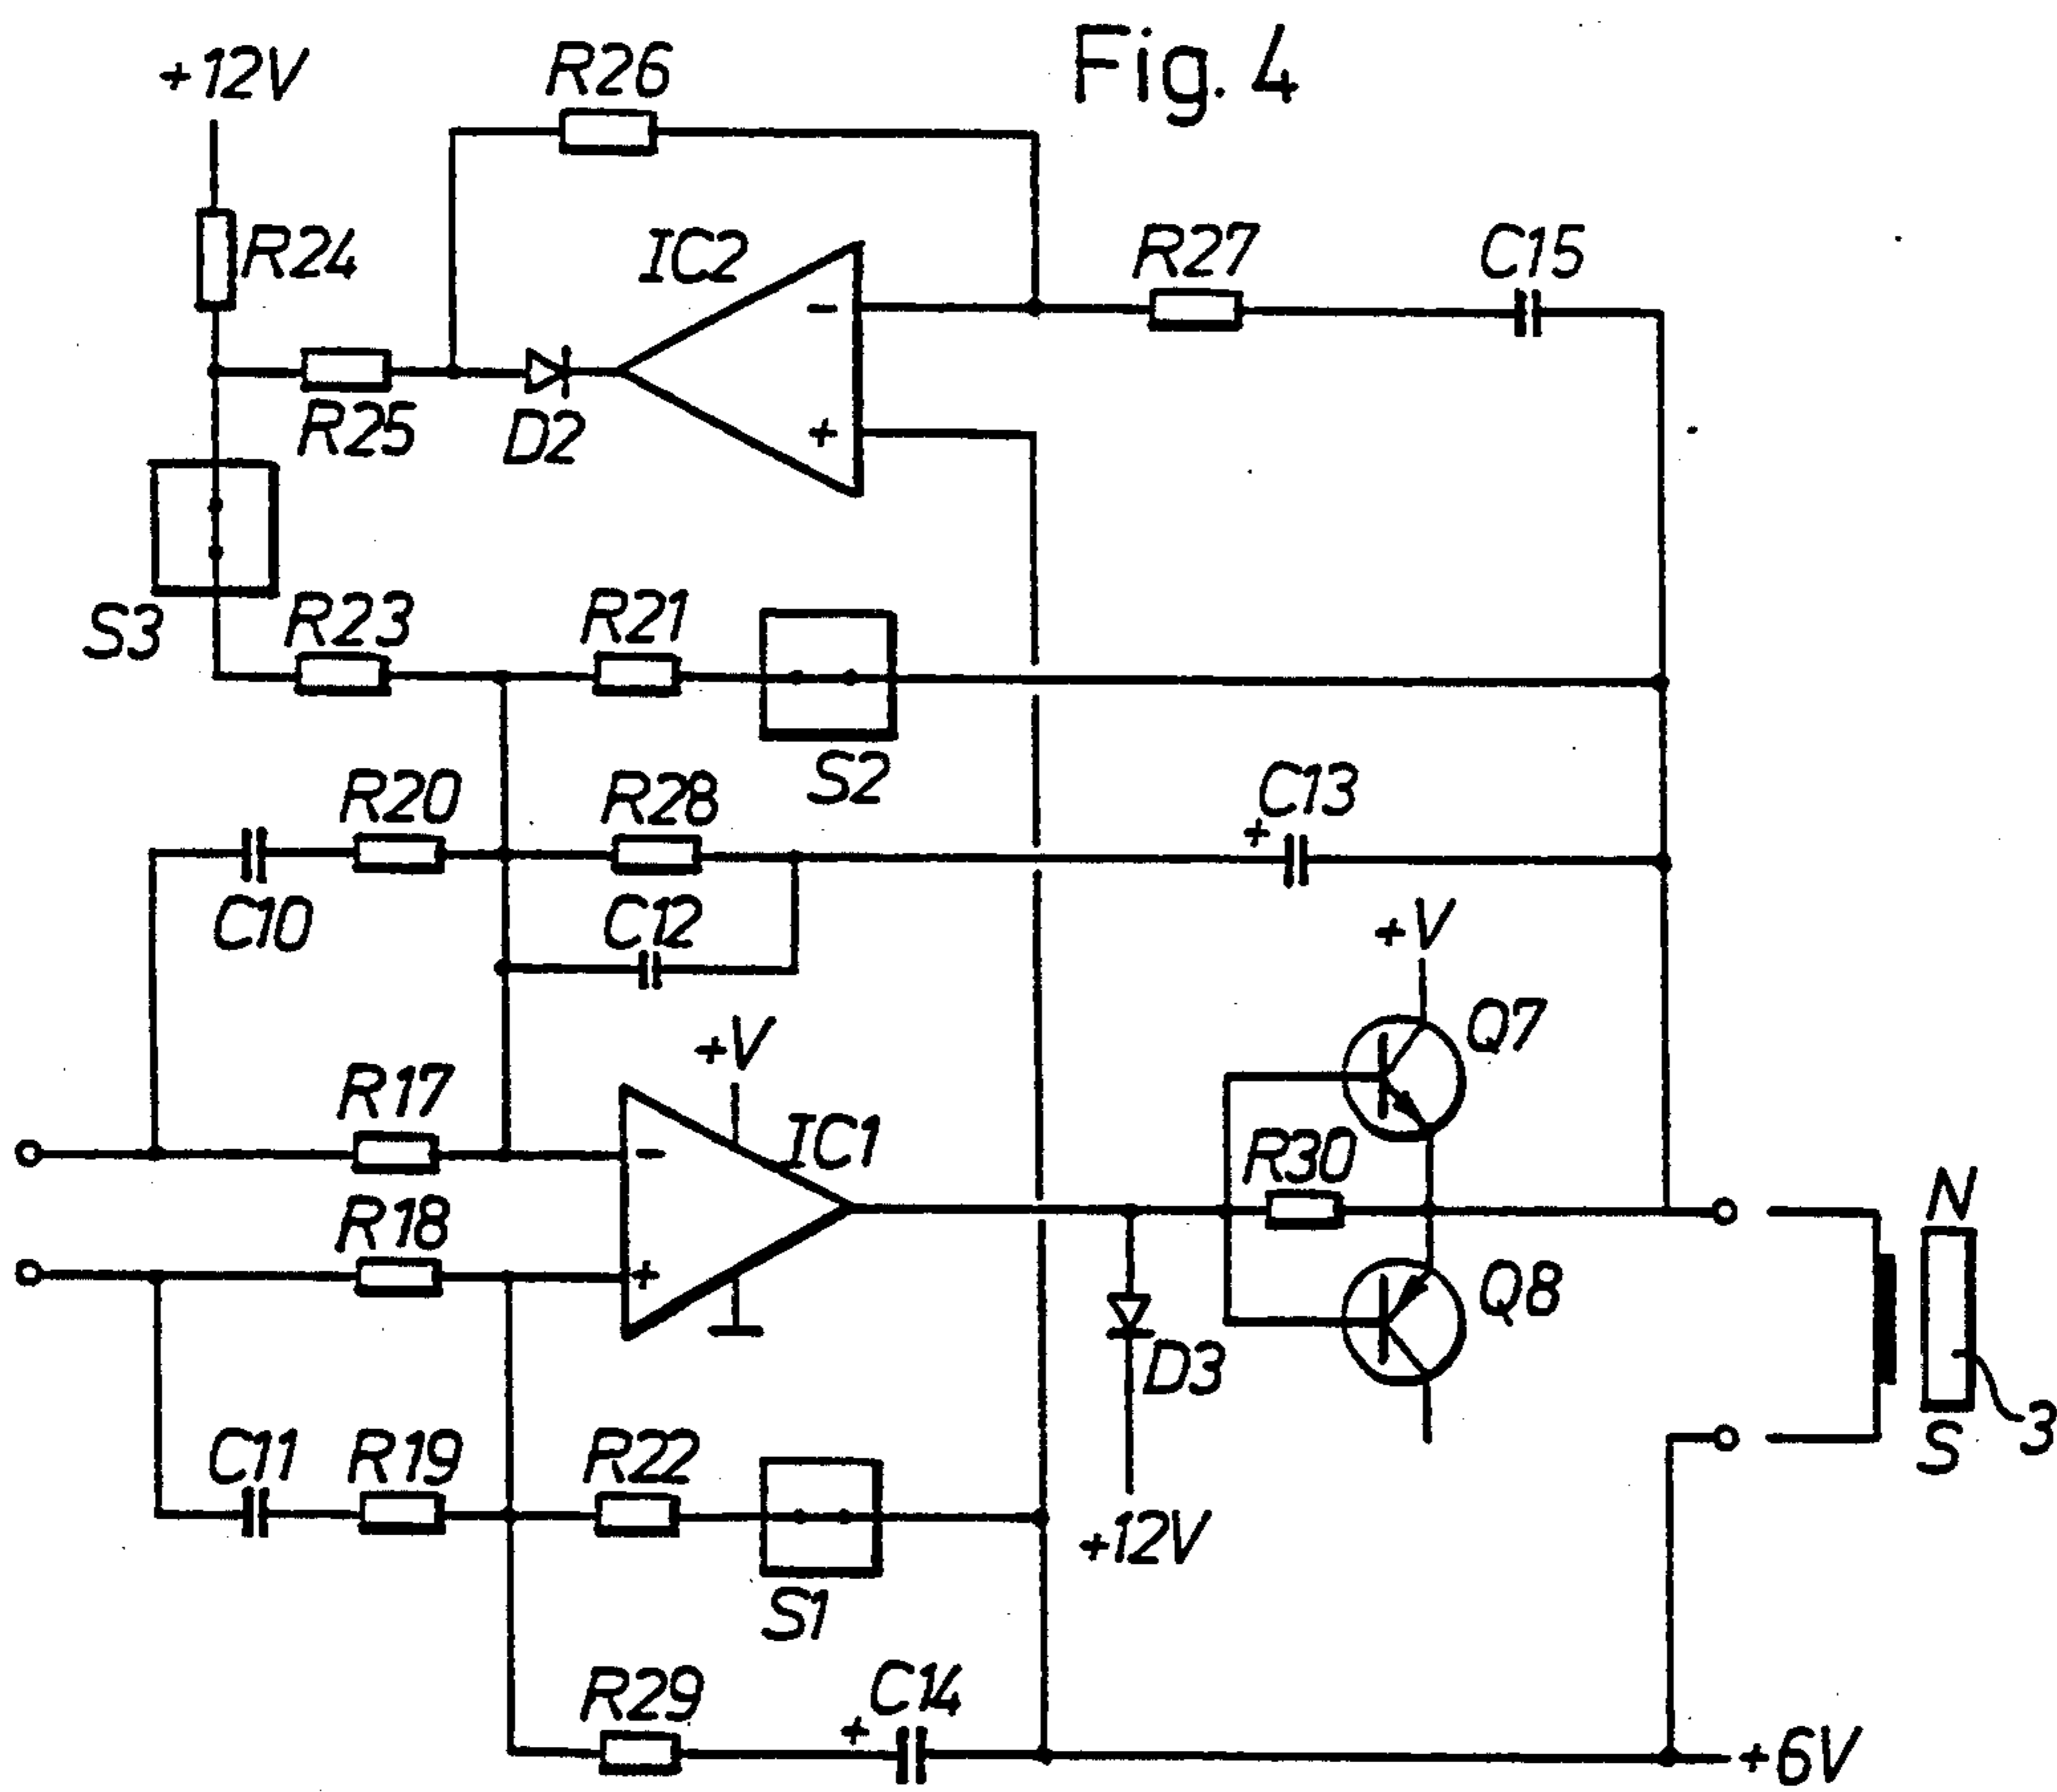 Fig. 4
+12V
R26
R24
IC2
R27
C15
-
+
R25
D2
S3
R23
R21
S2
R20
R28
C13
+
C10
C12
+V
+V
Q7
R17
IC1
-
R30
N
R18
+
Q8
D3
3
S
C11
R19
R22
+12V
S1
R29
C14
+
+6V